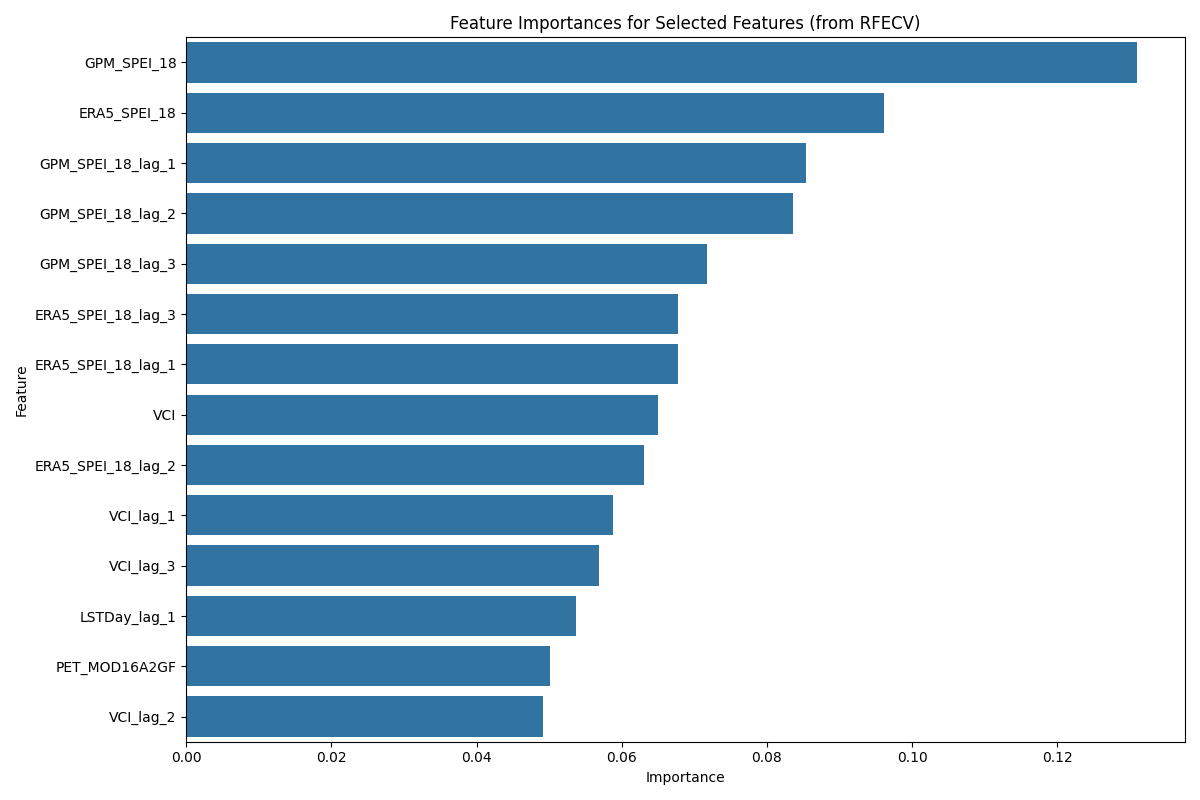 Feature Importances for Selected Features (from RFECV)
GPM_SPEI_18
ERA5_SPEI_18
GPM_SPEI_18_lag_1
GPM_SPEI_18_lag_2
GPM_SPEI_18_lag_3
ERA5_SPEI_18_lag_3
ERA5_SPEI_18_lag_1
VCI
ERA5_SPEI_18_lag_2
VCI_lag_1
VCI_lag_3
LSTDay_lag_1
PET_MOD16A2GF
VCI_lag_2
Feature
0.00 0.02 0.04 0.06 0.08 0.10 0.12
Importance